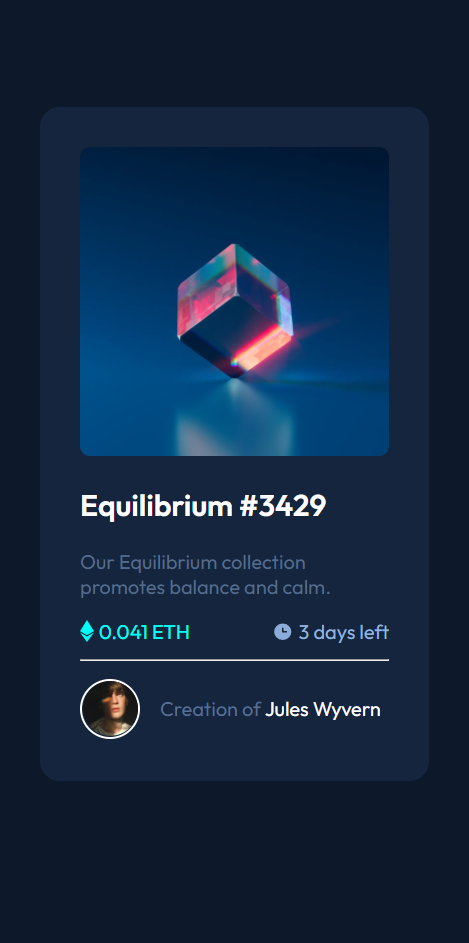 Equilibrium #3429
Our Equilibrium collection
promotes balance and calm.
0.041 ETH 3 days left
Creation of Jules Wyvern